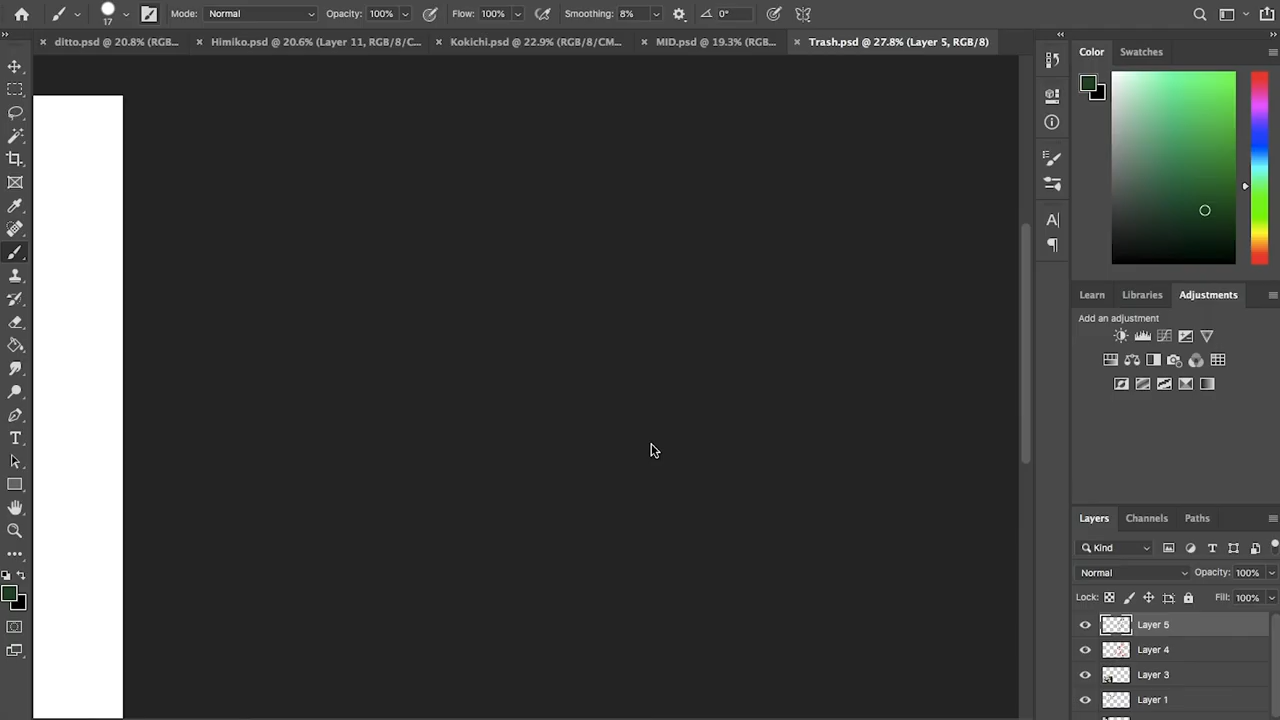 17 Mode: Normal Opacity: 100% Flow: 100% Smoothing: 8% 0°
ditto.psd @ 20.8% (RGB... Himiko.psd @ 20.6% (Layer 11, RGB/8/C... Kokichi.psd @ 22.9% (RGB/8/CM... MID.psd @ 19.3% (RGB... Trash.psd @ 27.8% (Layer 5, RGB/8)
Color Swatches
Learn Libraries Adjustments
Add an adjustment
Layers Channels Paths
Kind
Normal Opacity: 100%
Lock: Fill: 100%
Layer 5
Layer 4
Layer 3
Layer 1